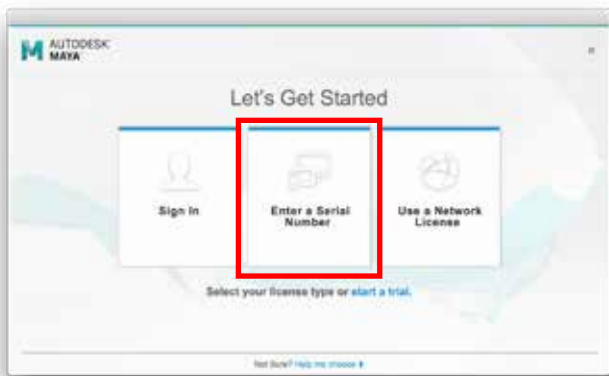 AUTODESK
MAYA
Let's Get Started
Sign In
Enter a Serial
Number
Use a Network
License
Select your license type or start a trial.
Not Sure? Help me choose